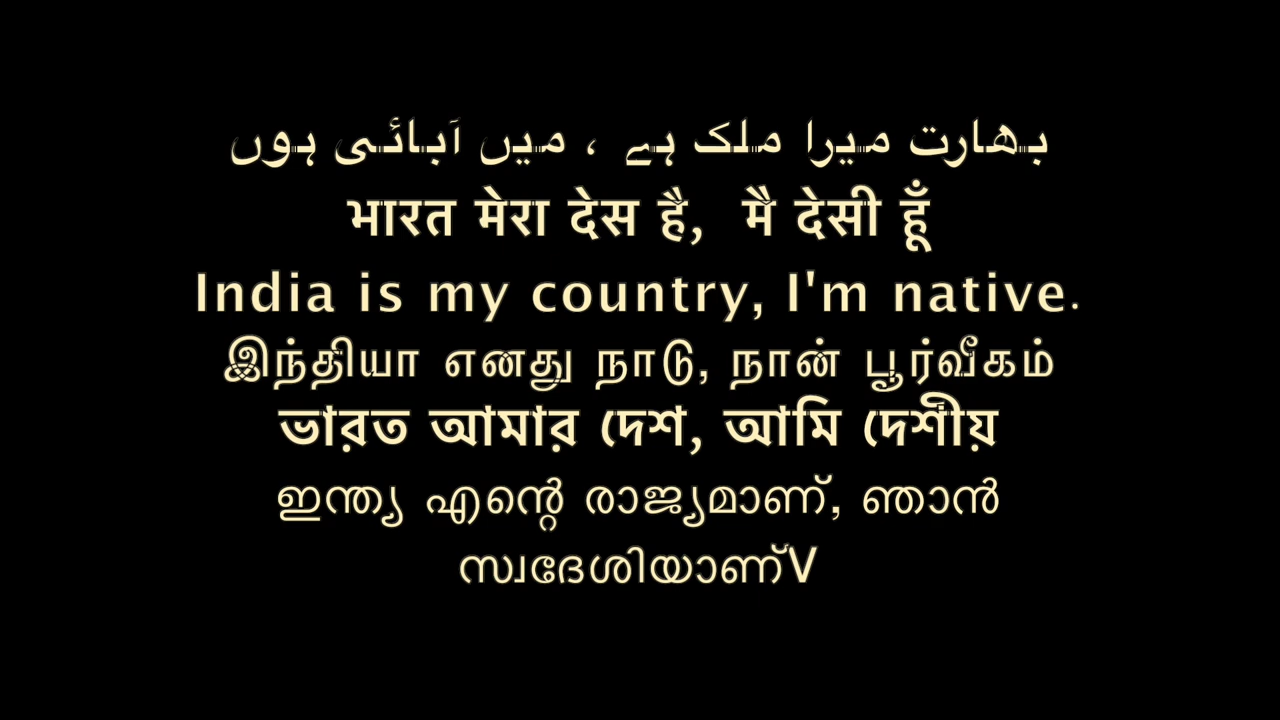 بھارت میرا ملک ہے ، میں آبائی ہوں
भारत मेरा देस है, मै देसी हूँ
India is my country, I'm native.
இந்தியா எனது நாடு, நான் பூர்வீகம்
ভারত আমার দেশ, আমি দেশীয়
ഇന്ത്യ എന്റെ രാജ്യമാണ്, ഞാൻ
സ്വദേശിയാണ്V